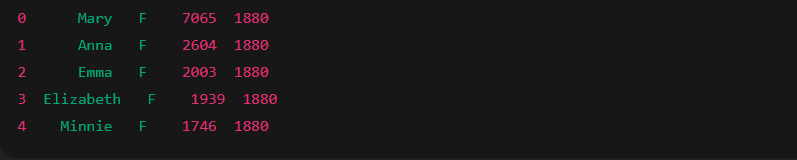 0      Mary   F    7065  1880
1      Anna   F    2604  1880
2      Emma   F    2003  1880
3  Elizabeth   F    1939  1880
4    Minnie   F    1746  1880